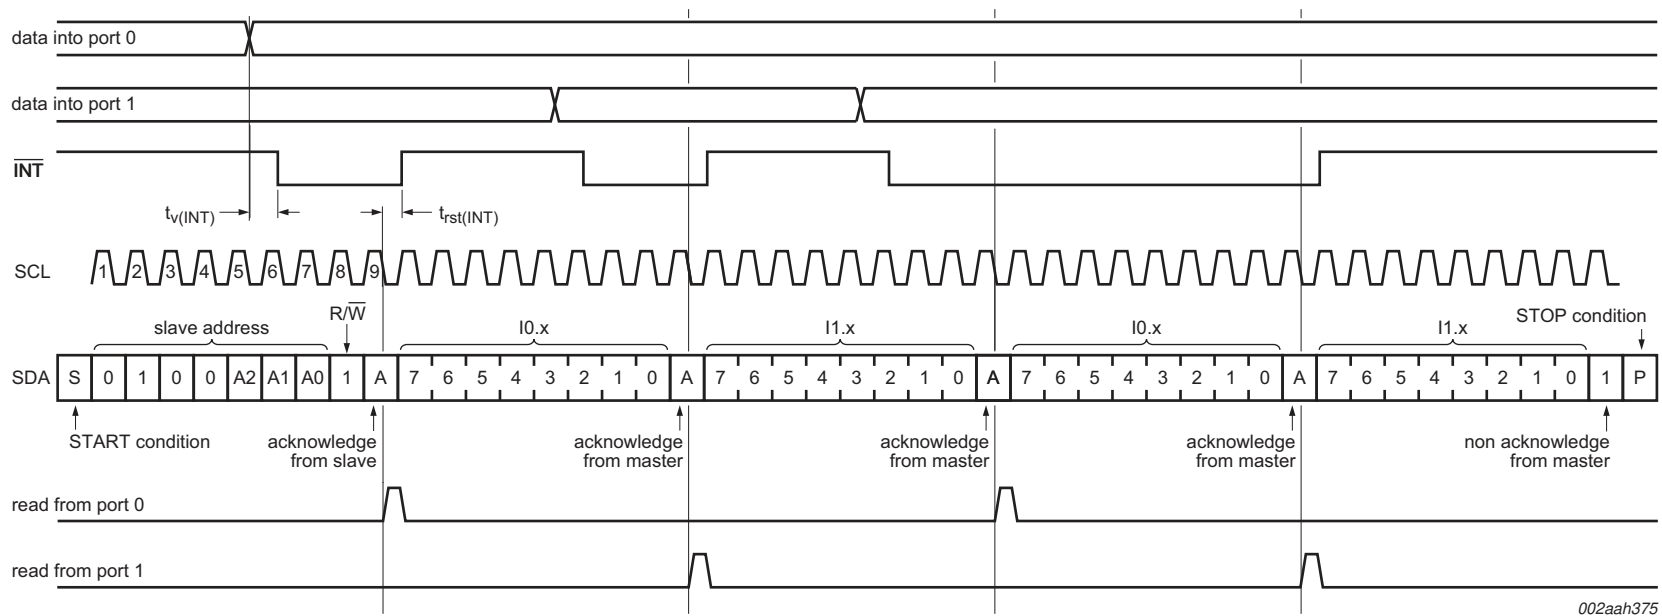 data into port 0
data into port 1
INT
tv(INT) trst(INT)
SCL 1 2 3 4 5 6 7 8 9
R/W
slave address I0.x I1.x I0.x I1.x STOP condition
SDA S 0 1 0 0 A2 A1 A0 1 A 7 6 5 4 3 2 1 0 A 7 6 5 4 3 2 1 0 A 7 6 5 4 3 2 1 0 A 7 6 5 4 3 2 1 0 1 P
START condition acknowledge acknowledge acknowledge acknowledge non acknowledge
from slave from master from master from master from master
read from port 0
read from port 1
002aah375